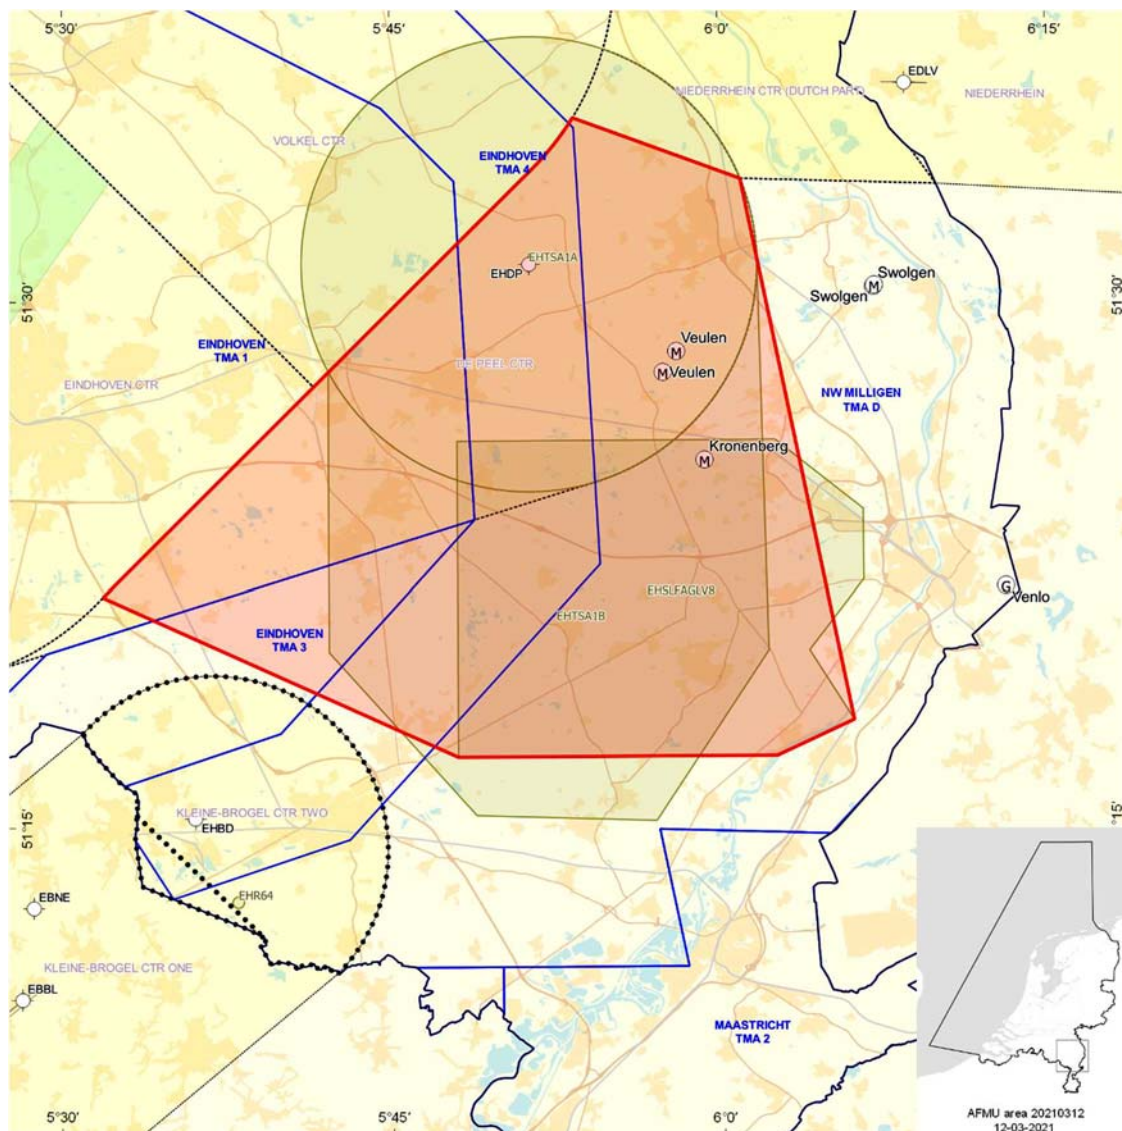 5°30'
5°45'
6°0'
6°15'
EDLV
NIEDERRHEIN CTR (DUTCH PART)
NIEDERRHEIN
VOLKEL CTR
EINDHOVEN
TMA 4
EHTSA1A
EHDP
51°30'
Swolgen
Swolgen
51°30'
EINDHOVEN
TMA 1
Veulen
M
M
Veulen
M
DE PEEL CTR
EINDHOVEN CTR
NW MILLIGEN
TMA D
Kronenberg
M
EHSLFAGLV8
EHTSA1B
G
Venlo
EINDHOVEN
TMA 3
KLEINE-BROGEL CTR TWO
EHBD
51°15'
15'
EHR64
EBNE
KLEINE-BROGEL CTR ONE
EBBL
MAASTRICHT
TMA 2
5°30'
5°45'
6°0'
AFMU area 20210312
12-03-2021